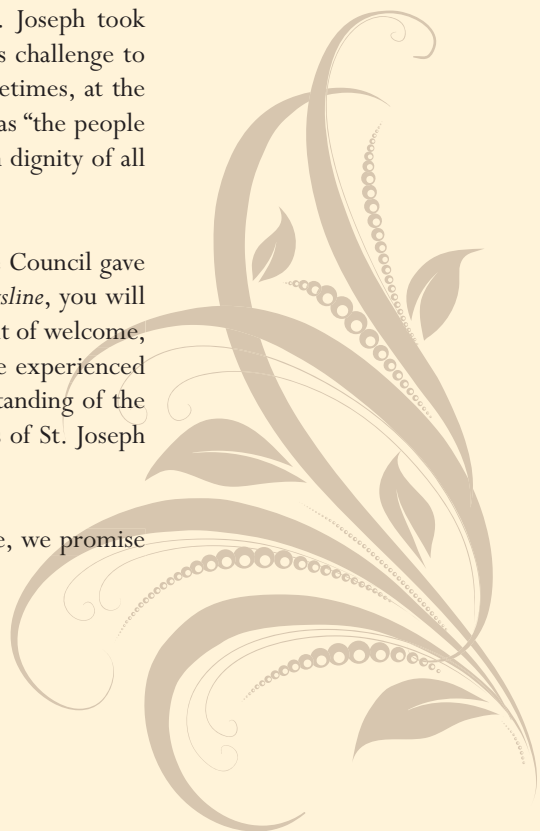 . Joseph took
s challenge to
etimes, at the
as “the people
n dignity of all
Council gave
sline, you will
t of welcome,
e experienced
tanding of the
s of St. Joseph
e, we promise